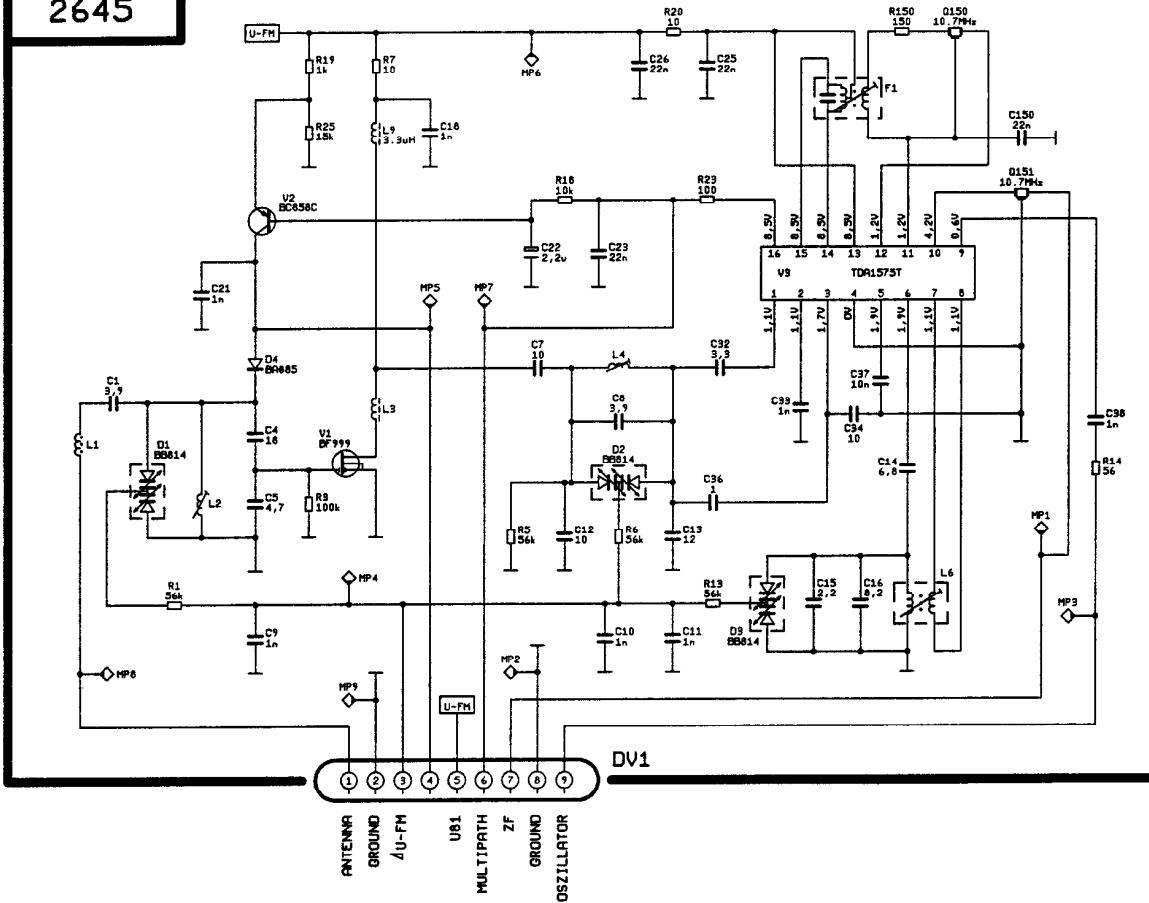 2645
U-FM
R19
1k
R7
10
MP6
R20
10
C26
22n
C25
22n
R150
150
Q150
10.7MHz
F1
R25
15k
L9
3.3uH
C18
1n
C150
22n
V2
BC858C
R18
10k
R23
100
Q151
10.7MHz
C22
2,2u
C23
22n
8,5V
8,5V
8,5V
8,5V
1,2V
1,2V
4,2V
0,6V
16
15
14
13
12
11
10
9
V9
TDA1575T
1
2
3
4
5
6
7
8
1,1V
1,1V
1,7V
0V
1,9V
1,9V
1,1V
1,1V
C21
1n
MP5
MP7
D4
BA885
C7
10
L4
C32
3,3
C1
3,9
C37
10n
C33
1n
C8
3,9
C34
10
C38
1n
L1
D1
BB814
C4
18
L3
V1
BF999
D2
BB814
C14
6,8
R14
56
L2
C5
4,7
R3
100k
C36
1
R5
56k
C12
10
R6
56k
C13
12
MP1
MP4
R1
56k
R13
56k
D3
BB814
C15
2,2
C16
8,2
L6
MP3
C9
1n
C10
1n
C11
1n
MP8
MP9
MP2
U-FM
DV1
1
2
3
4
5
6
7
8
9
ANTENNA
GROUND
⊿U-FM
U81
MULTIPATH
ZF
GROUND
OSZILLATOR